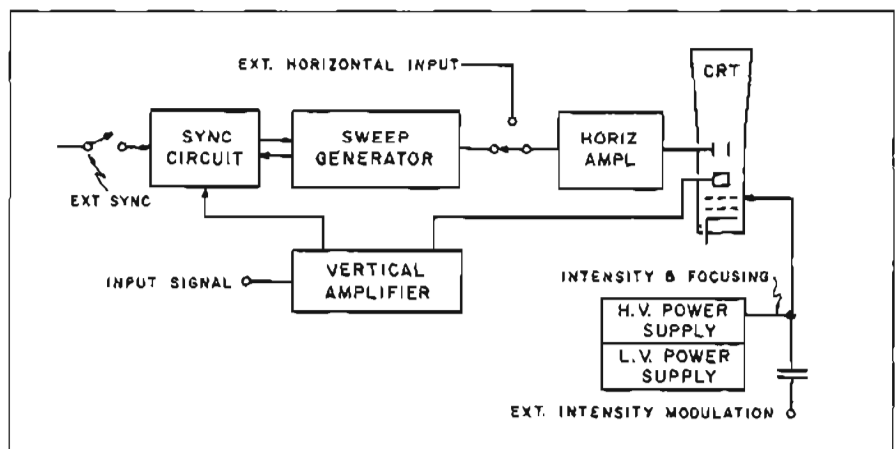 EXT. HORIZONTAL INPUT
CRT
SYNC
CIRCUIT
SWEEP
GENERATOR
HORIZ
AMPL
EXT SYNC
INPUT SIGNAL
VERTICAL
AMPLIFIER
INTENSITY & FOCUSING
H.V. POWER
SUPPLY
L.V. POWER
SUPPLY
EXT. INTENSITY MODULATION